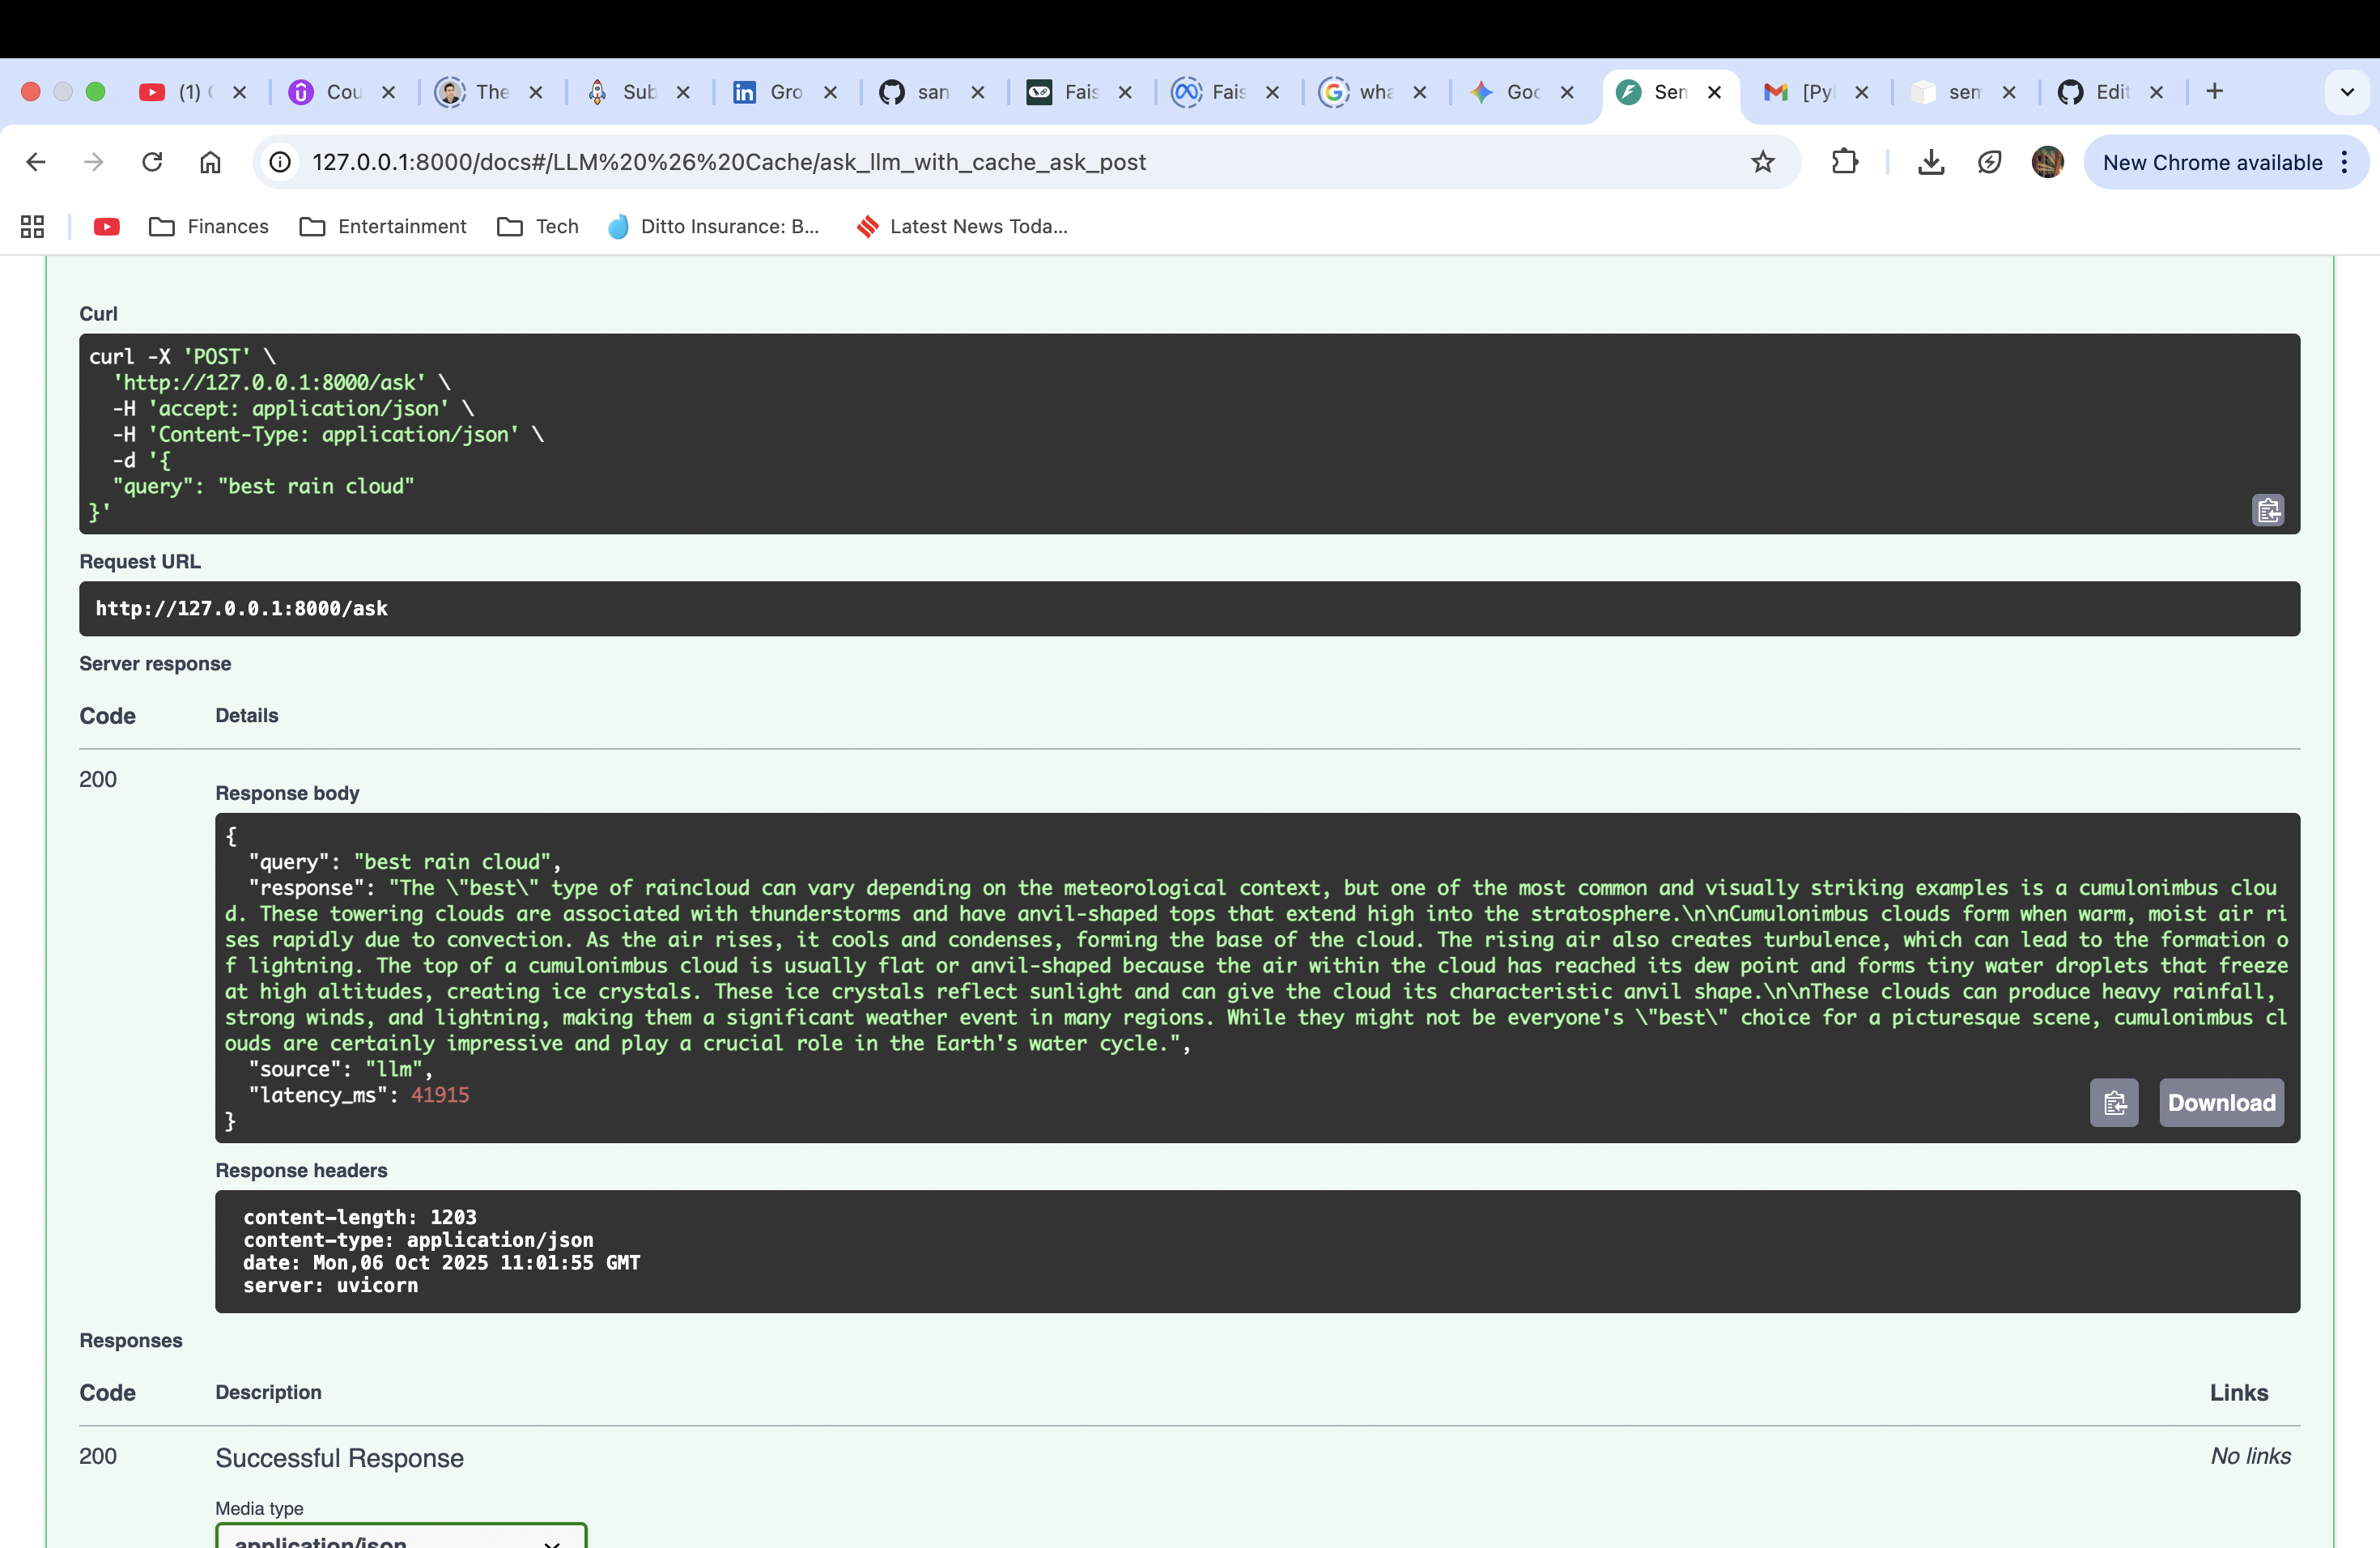 (1)
Cou
The
Sub
in Gro
san
Fais
Fais
wha
Goo
Sem
[Pyl
sem
Edit
127.0.0.1:8000/docs#/LLM%20%26%20Cache/ask_llm_with_cache_ask_post
New Chrome available
Finances
Entertainment
Tech
Ditto Insurance: B...
Latest News Toda...
Curl
curl -X 'POST' \
'http://127.0.0.1:8000/ask' \
-H 'accept: application/json' \
-H 'Content-Type: application/json' \
-d '{
"query": "best rain cloud"
}'
Request URL
http://127.0.0.1:8000/ask
Server response
Code Details
200
Response body
{
"query": "best rain cloud",
"response": "The \"best\" type of raincloud can vary depending on the meteorological context, but one of the most common and visually striking examples is a cumulonimbus clou
d. These towering clouds are associated with thunderstorms and have anvil-shaped tops that extend high into the stratosphere.\n\nCumulonimbus clouds form when warm, moist air ri
ses rapidly due to convection. As the air rises, it cools and condenses, forming the base of the cloud. The rising air also creates turbulence, which can lead to the formation o
f lightning. The top of a cumulonimbus cloud is usually flat or anvil-shaped because the air within the cloud has reached its dew point and forms tiny water droplets that freeze
at high altitudes, creating ice crystals. These ice crystals reflect sunlight and can give the cloud its characteristic anvil shape.\n\nThese clouds can produce heavy rainfall,
strong winds, and lightning, making them a significant weather event in many regions. While they might not be everyone's \"best\" choice for a picturesque scene, cumulonimbus cl
ouds are certainly impressive and play a crucial role in the Earth's water cycle.",
"source": "llm",
"latency_ms": 41915
}
Download
Response headers
content-length: 1203
content-type: application/json
date: Mon,06 Oct 2025 11:01:55 GMT
server: uvicorn
Responses
Code Description Links
200 Successful Response No links
Media type
application/json